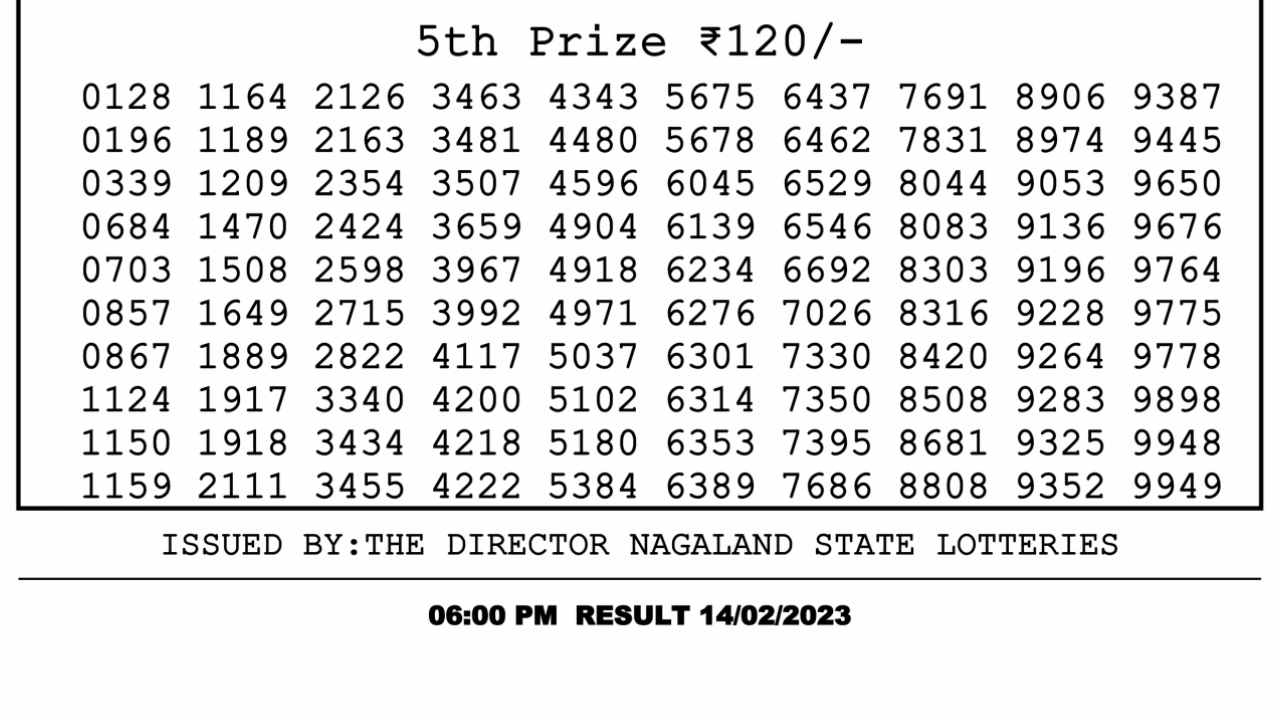 5th Prize ₹120/-
0128 1164 2126 3463 4343 5675 6437 7691 8906 9387
0196 1189 2163 3481 4480 5678 6462 7831 8974 9445
0339 1209 2354 3507 4596 6045 6529 8044 9053 9650
0684 1470 2424 3659 4904 6139 6546 8083 9136 9676
0703 1508 2598 3967 4918 6234 6692 8303 9196 9764
0857 1649 2715 3992 4971 6276 7026 8316 9228 9775
0867 1889 2822 4117 5037 6301 7330 8420 9264 9778
1124 1917 3340 4200 5102 6314 7350 8508 9283 9898
1150 1918 3434 4218 5180 6353 7395 8681 9325 9948
1159 2111 3455 4222 5384 6389 7686 8808 9352 9949
ISSUED BY:THE DIRECTOR NAGALAND STATE LOTTERIES
06:00 PM RESULT 14/02/2023